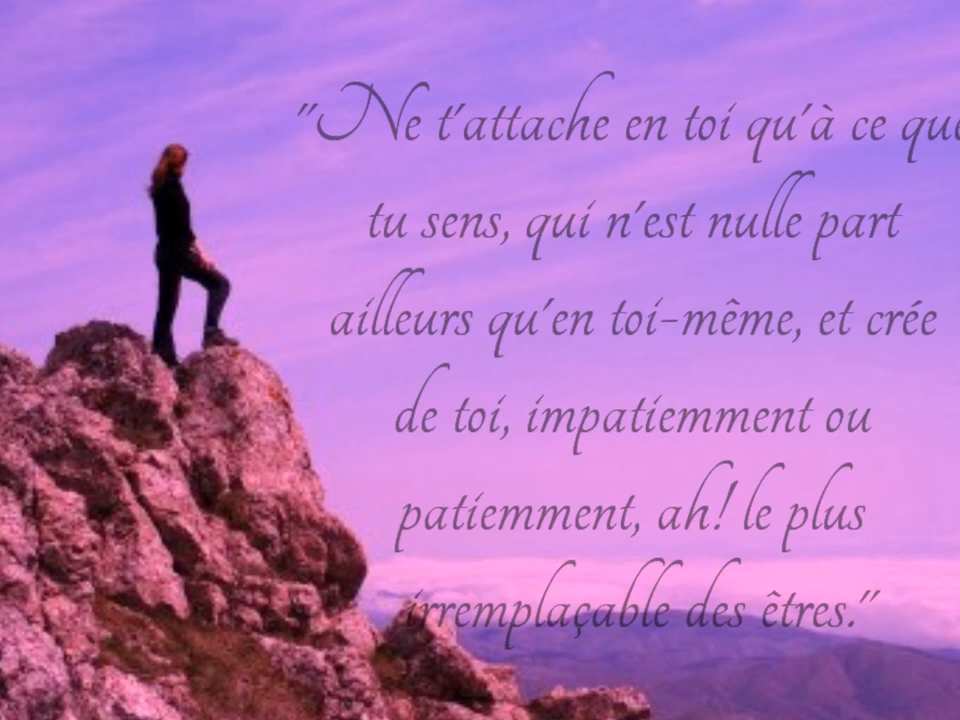 "Ne t'attache en toi qu'à ce que
tu sens, qui n'est nulle part
ailleurs qu'en toi-même, et crée
de toi, impatiemment ou
patiemment, ah! le plus
irremplaçable des êtres."